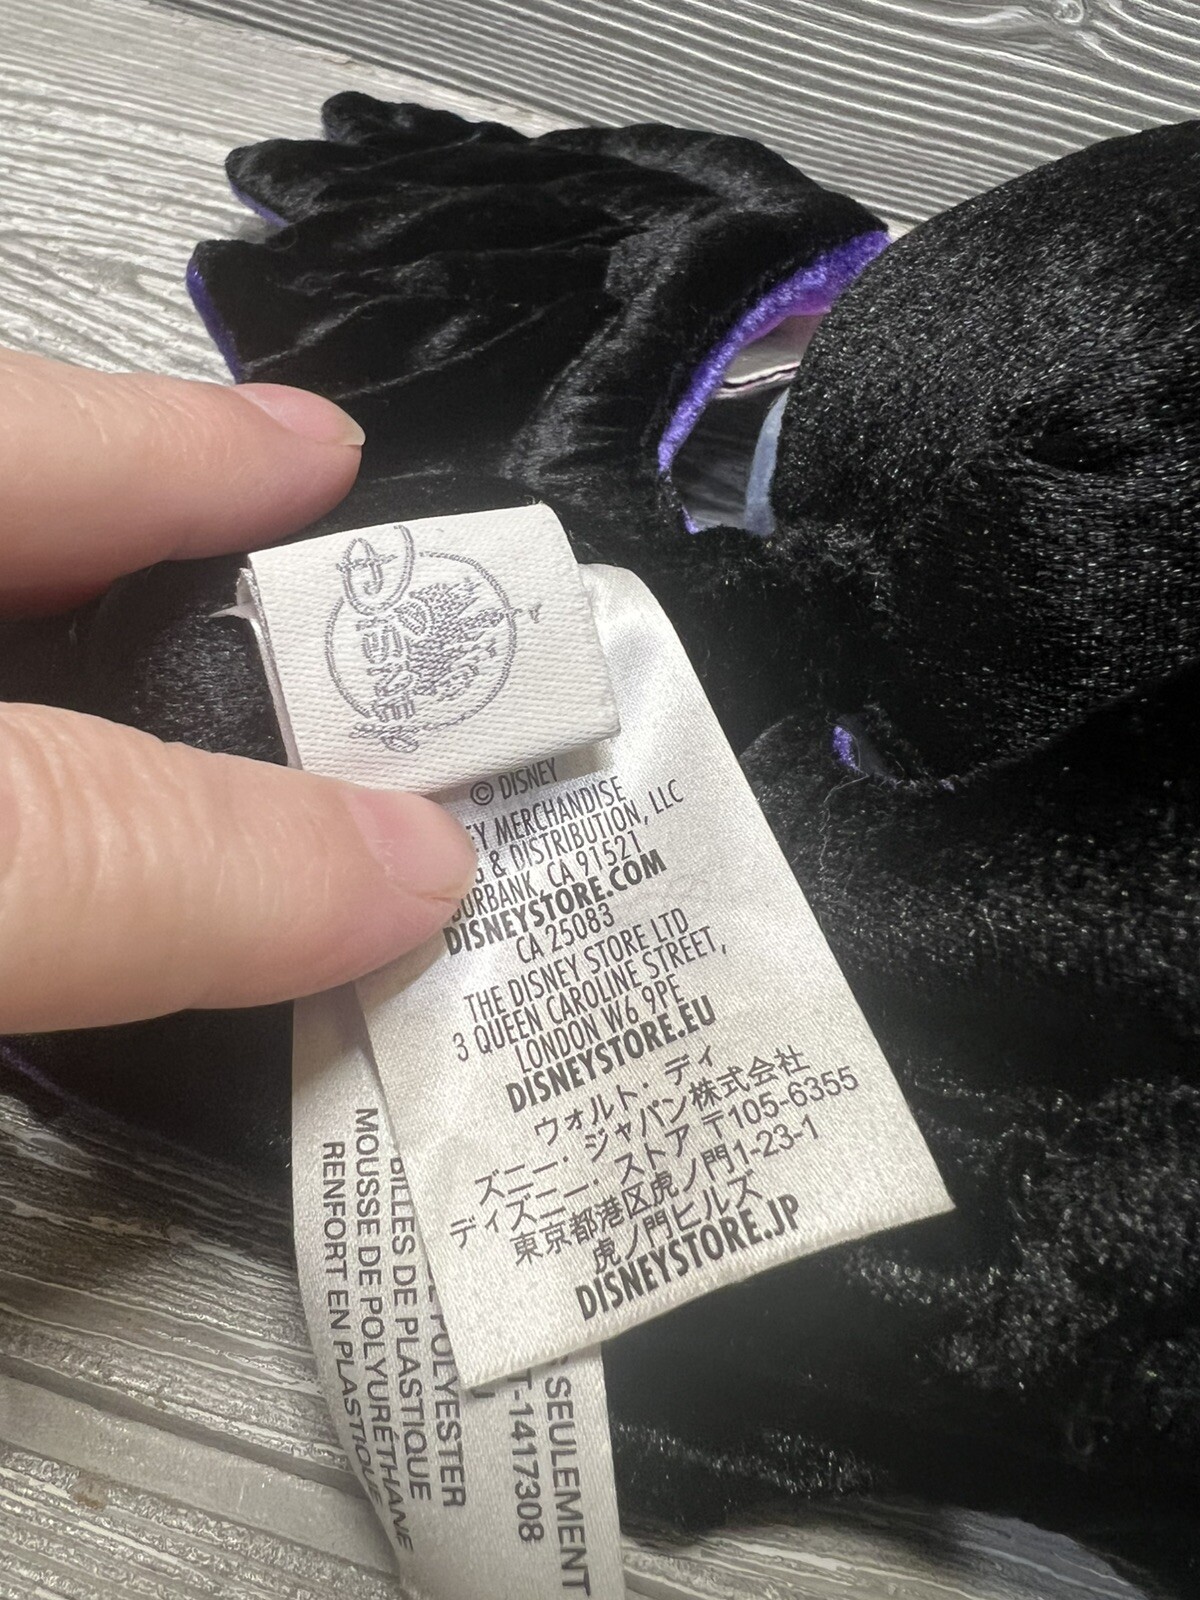 © DISNEY
EY MERCHANDISE
& DISTRIBUTION, LLC
BURBANK, CA 91521
DISNEYSTORE.COM
CA 25083
THE DISNEY STORE LTD
3 QUEEN CAROLINE STREET,
LONDON W6 9PE
DISNEYSTORE.EU
ウォルト・ディ
ズニー・ジャパン株式会社
ディズニー・ストア 〒105-6355
東京都港区虎ノ門1-23-1
虎ノ門ヒルズ
DISNEYSTORE.JP
SEULEMENT
T-1417308
POLYESTER
BILLES DE PLASTIQUE
MOUSSE DE POLYURÉTHANE
RENFORT EN PLASTIQUE